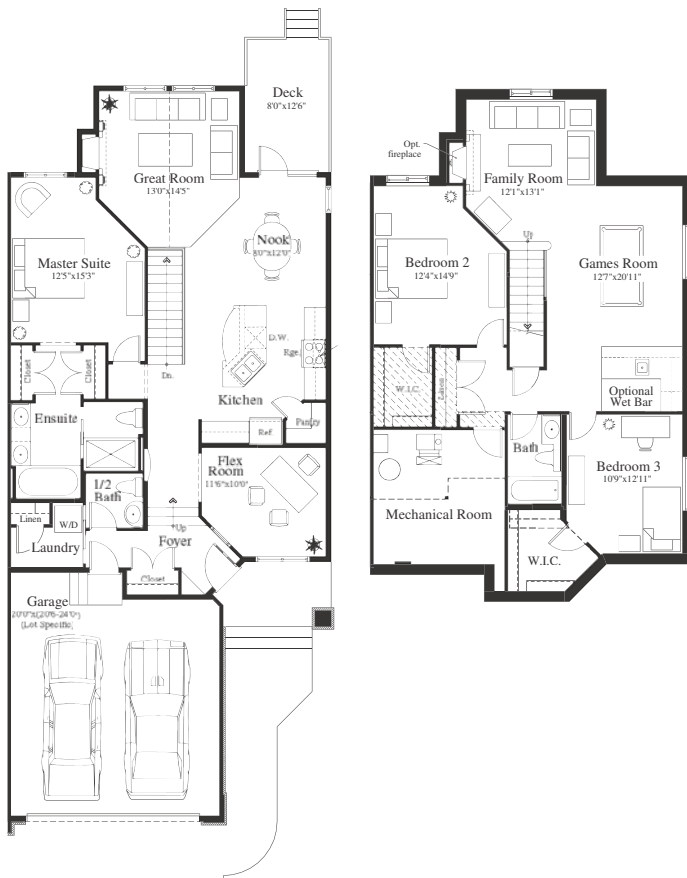 Deck
8'0"x12'6"
Great Room
13'0"x14'5"
Nook
8'0"x12'0"
Master Suite
12'5"x15'3"
D.W.
Rge.
Closet
Closet
Dn.
Kitchen
Pantry
Ref.
Ensuite
Flex
Room
11'6"x10'0"
1/2
Bath
Linen
W/D
Up
Foyer
Laundry
Closet
Garage
20'0"x(20'6-24'0")
(Lot Specific)
Opt.
fireplace
Family Room
12'1"x13'1"
Up
Bedroom 2
12'4"x14'9"
Games Room
12'7"x20'11"
W.I.C.
Linen
Optional
Wet Bar
Bath
Bedroom 3
10'9"x12'11"
Mechanical Room
W.I.C.